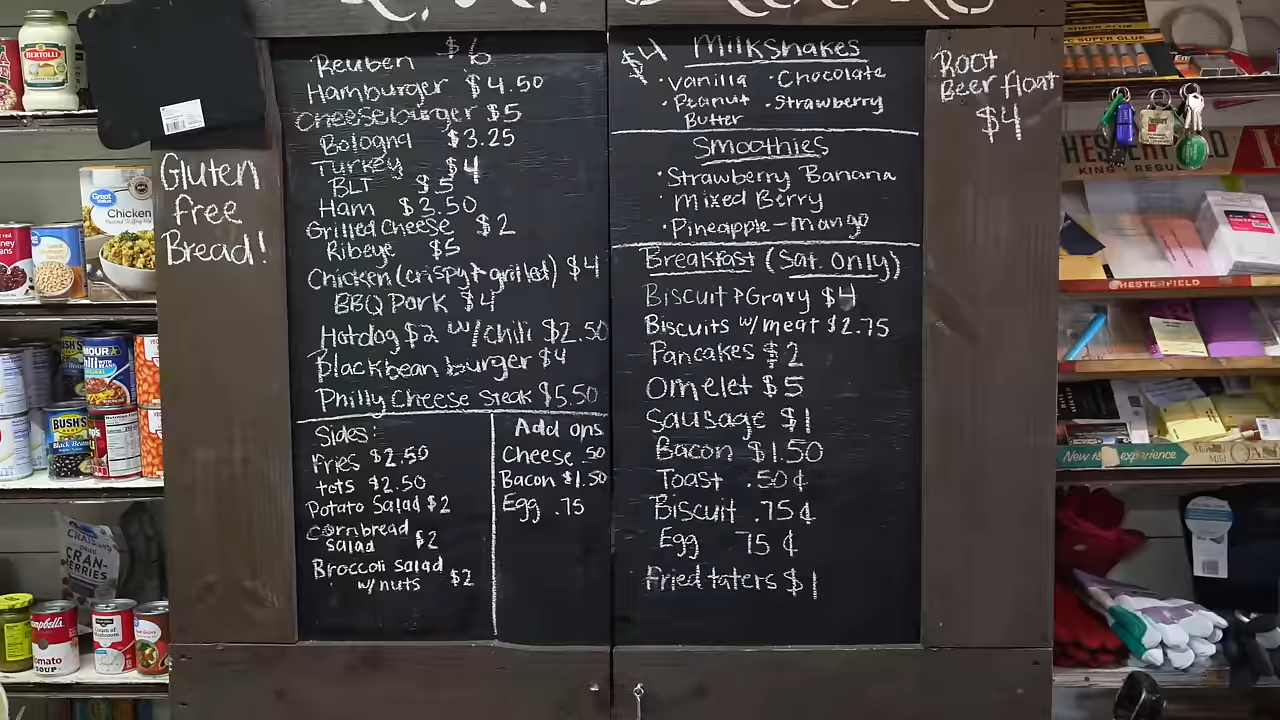 BERTOLLI
Great Value
Chicken
Gluten
free
Bread!
Reuben $6
Hamburger $4.50
Cheeseburger $5
Bologna $3.25
Turkey $4
BLT $5
Ham $2.50
Grilled Cheese $2
Ribeye $5
Chicken (crispy + grilled) $4
BBQ Pork $4
Hotdog $2 w/chili $2.50
Blackbean burger $4
Philly Cheese Steak $5.50
Sides:
Fries $2.50
tots $2.50
Potato Salad $2
Cornbread
Salad $2
Broccoli Salad
w/nuts $2
Add ons
Cheese .50
Bacon $1.50
Egg .75
$4 Milkshakes
• Vanilla • Chocolate
• Peanut • Strawberry
Butter
Smoothies
• Strawberry Banana
• Mixed Berry
• Pineapple - Mango
Breakfast (Sat. Only)
Biscuit & Gravy $4
Biscuits w/meat $2.75
Pancakes $2
Omelet $5
Sausage $1
Bacon $1.50
Toast .50¢
Biscuit .75¢
Egg 75¢
Fried taters $1
Root
Beer float
$4
SUPER GLUE
KING • REGU
CHESTERFIELD
New experience
BUSH'S
Black Beans
CRAN-
BERRIES
Campbell's
Tomato
SOUP
Cream of
Mushroom